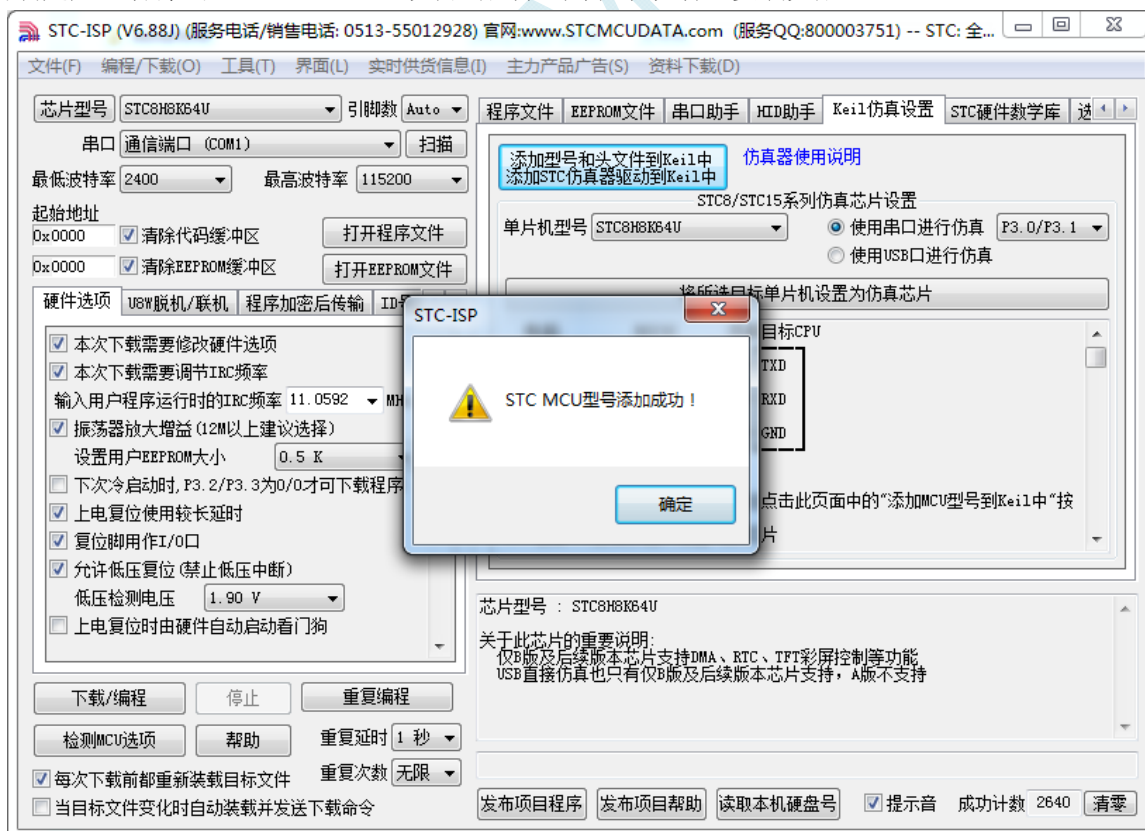 STC-ISP (V6.88J) (服务电话/销售电话: 0513-55012928) 官网:www.STCMCUDATA.com (服务QQ:800003751) -- STC: 全...
文件(F) 编程/下载(O) 工具(T) 界面(L) 实时供货信息(I) 主力产品广告(S) 资料下载(D)
芯片型号 STC8H8K64U 引脚数 Auto
串口 通信端口 (COM1) 扫描
最低波特率 2400 最高波特率 115200
起始地址
0x0000 清除代码缓冲区 打开程序文件
0x0000 清除EEPROM缓冲区 打开EEPROM文件
硬件选项 U8W脱机/联机 程序加密后传输
本次下载需要修改硬件选项
本次下载需要调节IRC频率
输入用户程序运行时的IRC频率 11.0592
振荡器放大增益(12M以上建议选择)
设置用户EEPROM大小 0.5 K
下次冷启动时,P3.2/P3.3为0/0才可下载程序
上电复位使用较长延时
复位脚用作I/O口
允许低压复位(禁止低压中断)
低压检测电压 1.90 V
上电复位时由硬件自动启动看门狗
下载/编程 停止 重复编程
检测MCU选项 帮助 重复延时 1 秒
每次下载前都重新装载目标文件 重复次数 无限
当目标文件变化时自动装载并发送下载命令
程序文件 EEPROM文件 串口助手 HID助手 Keil仿真设置 STC硬件数学库
添加型号和头文件到Keil中
添加STC仿真器驱动到Keil中
仿真器使用说明
STC8/STC15系列仿真芯片设置
单片机型号 STC8H8K64U 使用串口进行仿真 P3.0/P3.1
使用USB口进行仿真
将所选目标单片机设置为仿真芯片
目标CPU
TXD
RXD
GND
点击此页面中的“添加MCU型号到Keil中“按
片
STC-ISP
STC MCU型号添加成功！
确定
芯片型号 : STC8H8K64U
关于此芯片的重要说明:
仅B版及后续版本芯片支持DMA、RTC、TFT彩屏控制等功能
USB直接仿真也只有仅B版及后续版本芯片支持，A版不支持
发布项目程序 发布项目帮助 读取本机硬盘号 提示音 成功计数 2640 清零